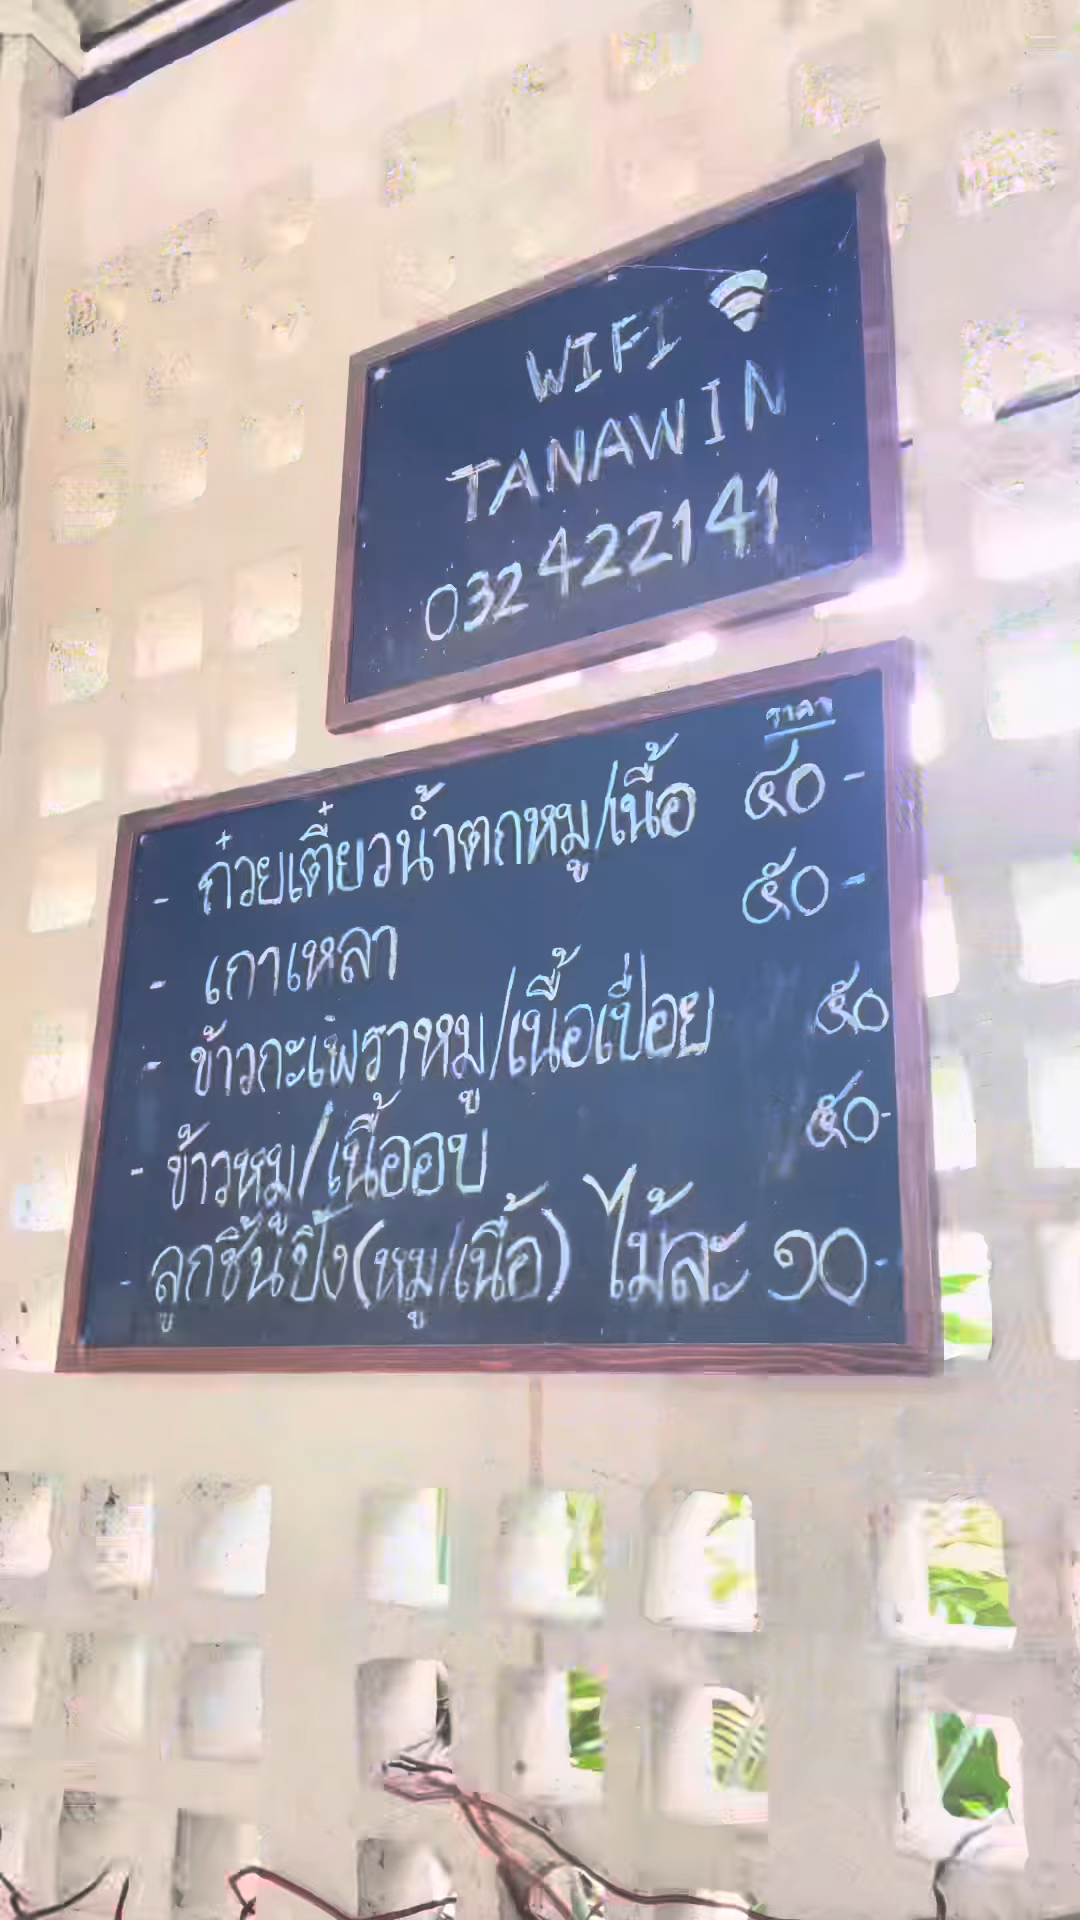 WIFI
TANAWIN
032 422141
ราคา
- ก๋วยเตี๋ยวน้ำตกหมู/เนื้อ ๔๐-
- เกาเหลา ๕๐-
- ข้าวกะเพราหมู/เนื้อเปื่อย ๕๐
- ข้าวหมู/เนื้ออบ ๕๐-
- ลูกชิ้นปิ้ง(หมู/เนื้อ) ไม้ละ ๑๐-